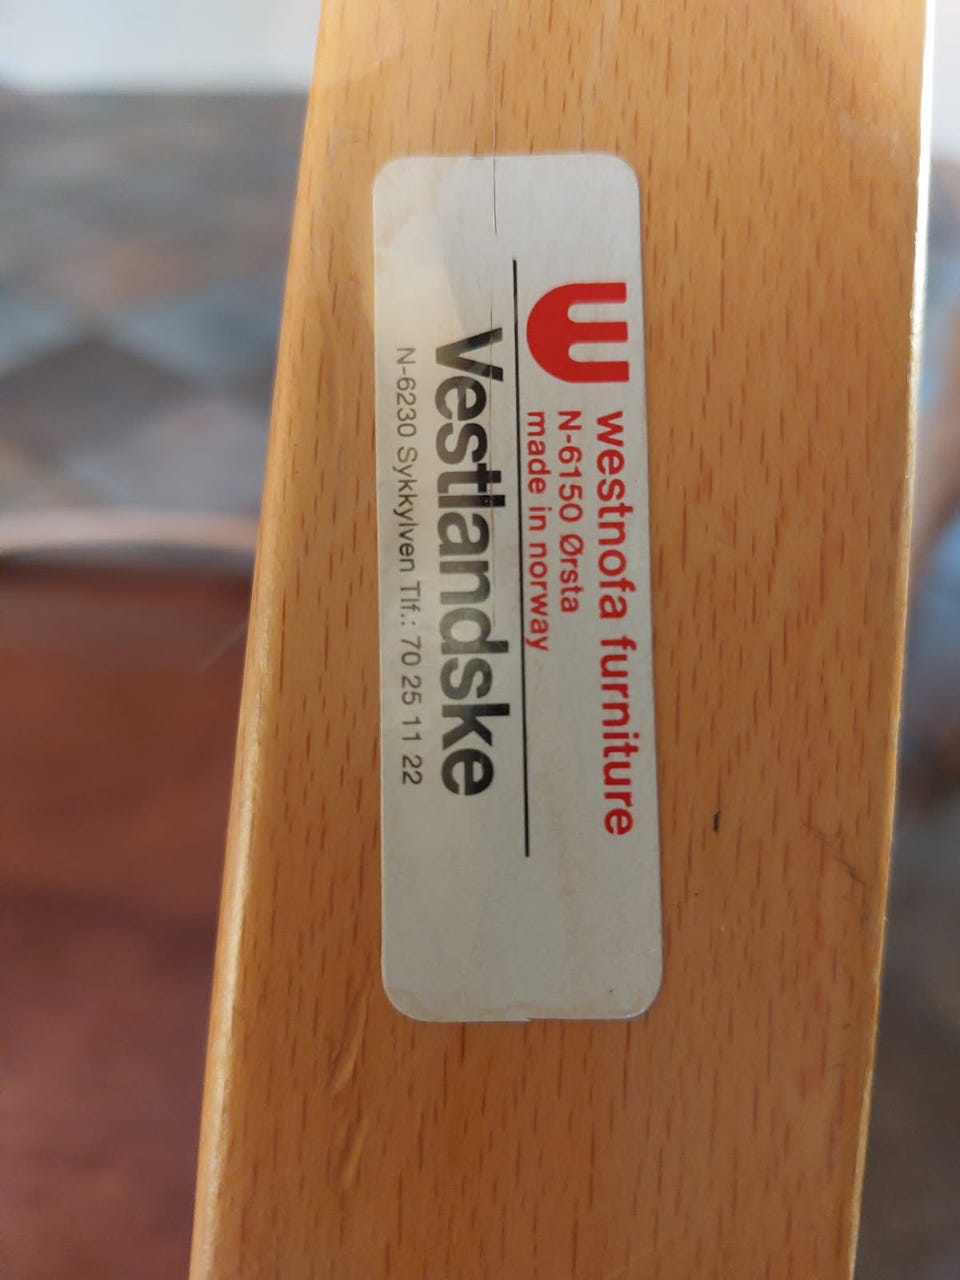 westnofa furniture
N-6150 Ørsta
made in norway
Vestlandske
N-6230 Sykkylven Tlf.: 70 25 11 22